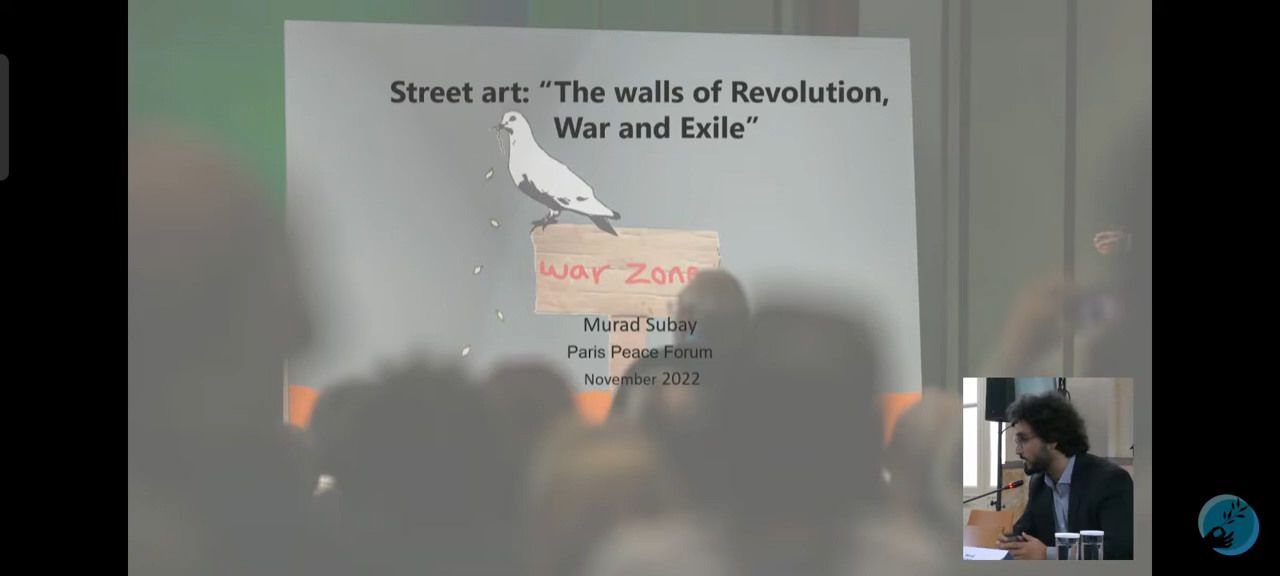 Street art: “The walls of Revolution,
War and Exile”
war zone
Murad Subay
Paris Peace Forum
November 2022